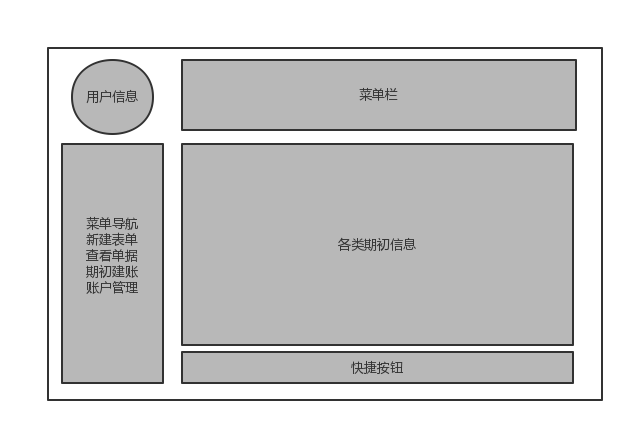 用户信息
菜单栏
菜单导航
新建表单
查看单据
期初建账
账户管理
各类期初信息
快捷按钮